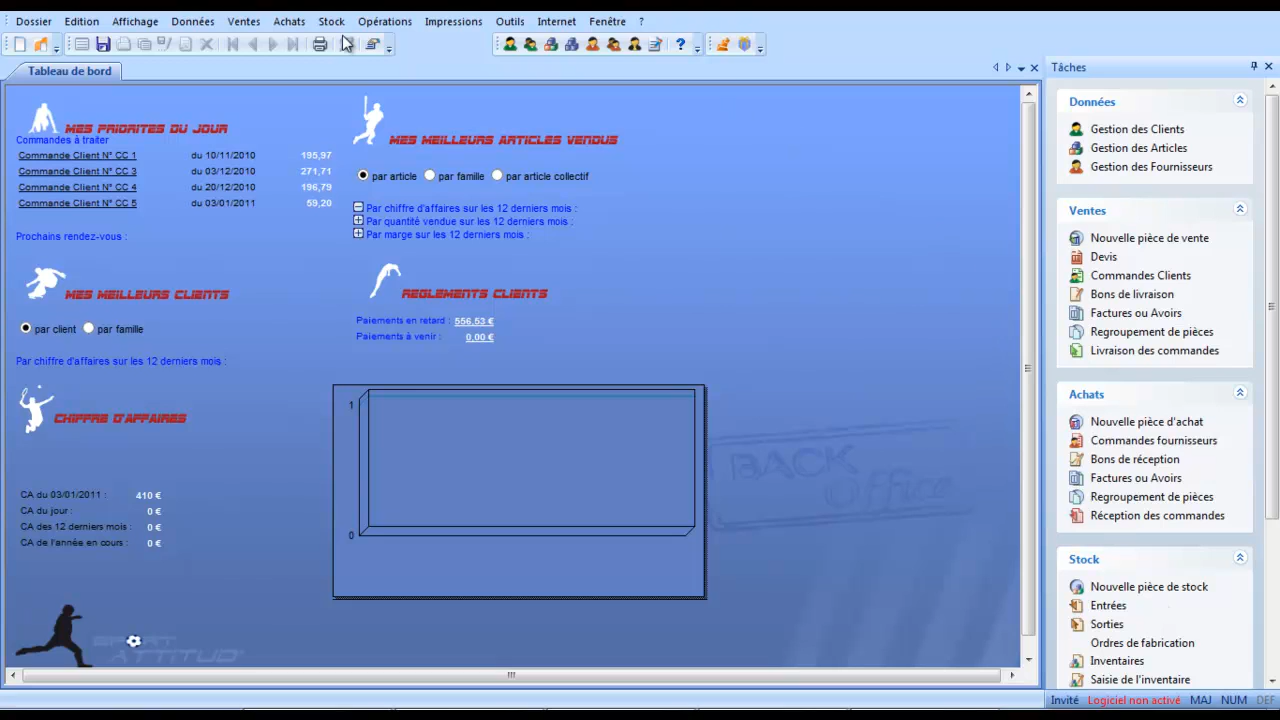 Dossier Edition Affichage Données Ventes Achats Stock Opérations Impressions Outils Internet Fenêtre ?
Tableau de bord
MES PRIORITES DU JOUR
Commandes à traiter
Commande Client N° CC 1 du 10/11/2010 195,97
Commande Client N° CC 3 du 03/12/2010 271,71
Commande Client N° CC 4 du 20/12/2010 196,79
Commande Client N° CC 5 du 03/01/2011 59,20
Prochains rendez-vous :
MES MEILLEURS ARTICLES VENDUS
par article par famille par article collectif
Par chiffre d'affaires sur les 12 derniers mois :
Par quantité vendue sur les 12 derniers mois :
Par marge sur les 12 derniers mois :
MES MEILLEURS CLIENTS
par client par famille
Par chiffre d'affaires sur les 12 derniers mois :
REGLEMENTS CLIENTS
Paiements en retard : 556,53 €
Paiements à venir : 0,00 €
CHIFFRE D'AFFAIRES
CA du 03/01/2011 : 410 €
CA du jour : 0 €
CA des 12 derniers mois : 0 €
CA de l'année en cours : 0 €
1
0
BACK
Office
SPORT
ATTITUD'
Tâches
Données
Gestion des Clients
Gestion des Articles
Gestion des Fournisseurs
Ventes
Nouvelle pièce de vente
Devis
Commandes Clients
Bons de livraison
Factures ou Avoirs
Regroupement de pièces
Livraison des commandes
Achats
Nouvelle pièce d'achat
Commandes fournisseurs
Bons de réception
Factures ou Avoirs
Regroupement de pièces
Réception des commandes
Stock
Nouvelle pièce de stock
Entrées
Sorties
Ordres de fabrication
Inventaires
Saisie de l'inventaire
Invité Logiciel non activé MAJ NUM DEF